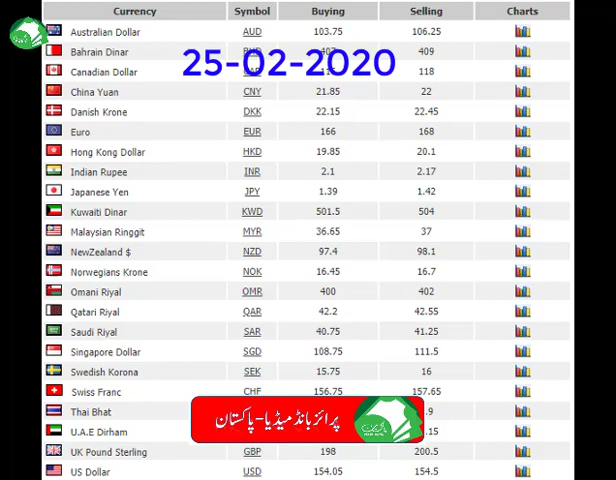 Currency Symbol Buying Selling Charts
Australian Dollar AUD 103.75 106.25
Bahrain Dinar 409
25-02-2020
Canadian Dollar 118
China Yuan CNY 21.85 22
Danish Krone DKK 22.15 22.45
Euro EUR 166 168
Hong Kong Dollar HKD 19.85 20.1
Indian Rupee INR 2.1 2.17
Japanese Yen JPY 1.39 1.42
Kuwaiti Dinar KWD 501.5 504
Malaysian Ringgit MYR 36.65 37
NewZealand $ NZD 97.4 98.1
Norwegians Krone NOK 16.45 16.7
Omani Riyal OMR 400 402
Qatari Riyal QAR 42.2 42.55
Saudi Riyal SAR 40.75 41.25
Singapore Dollar SGD 108.75 111.5
Swedish Korona SEK 15.75 16
Swiss Franc CHF 156.75 157.65
Thai Bhat
پرائز بانڈ میڈیا-پاکستان
U.A.E Dirham
UK Pound Sterling GBP 198 200.5
US Dollar USD 154.05 154.5